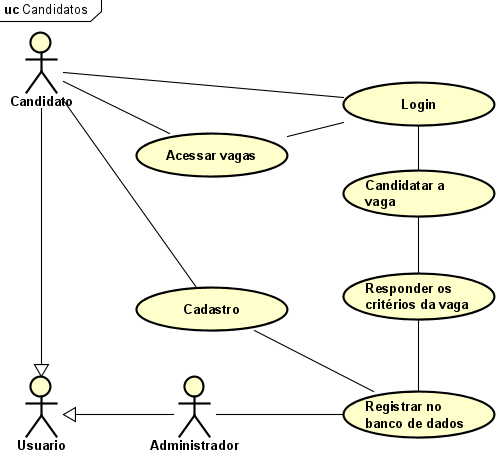 uc Candidatos
Candidato
Login
Acessar vagas
Candidatar a
vaga
Responder os
critérios da vaga
Cadastro
Registrar no
banco de dados
Usuario
Administrador